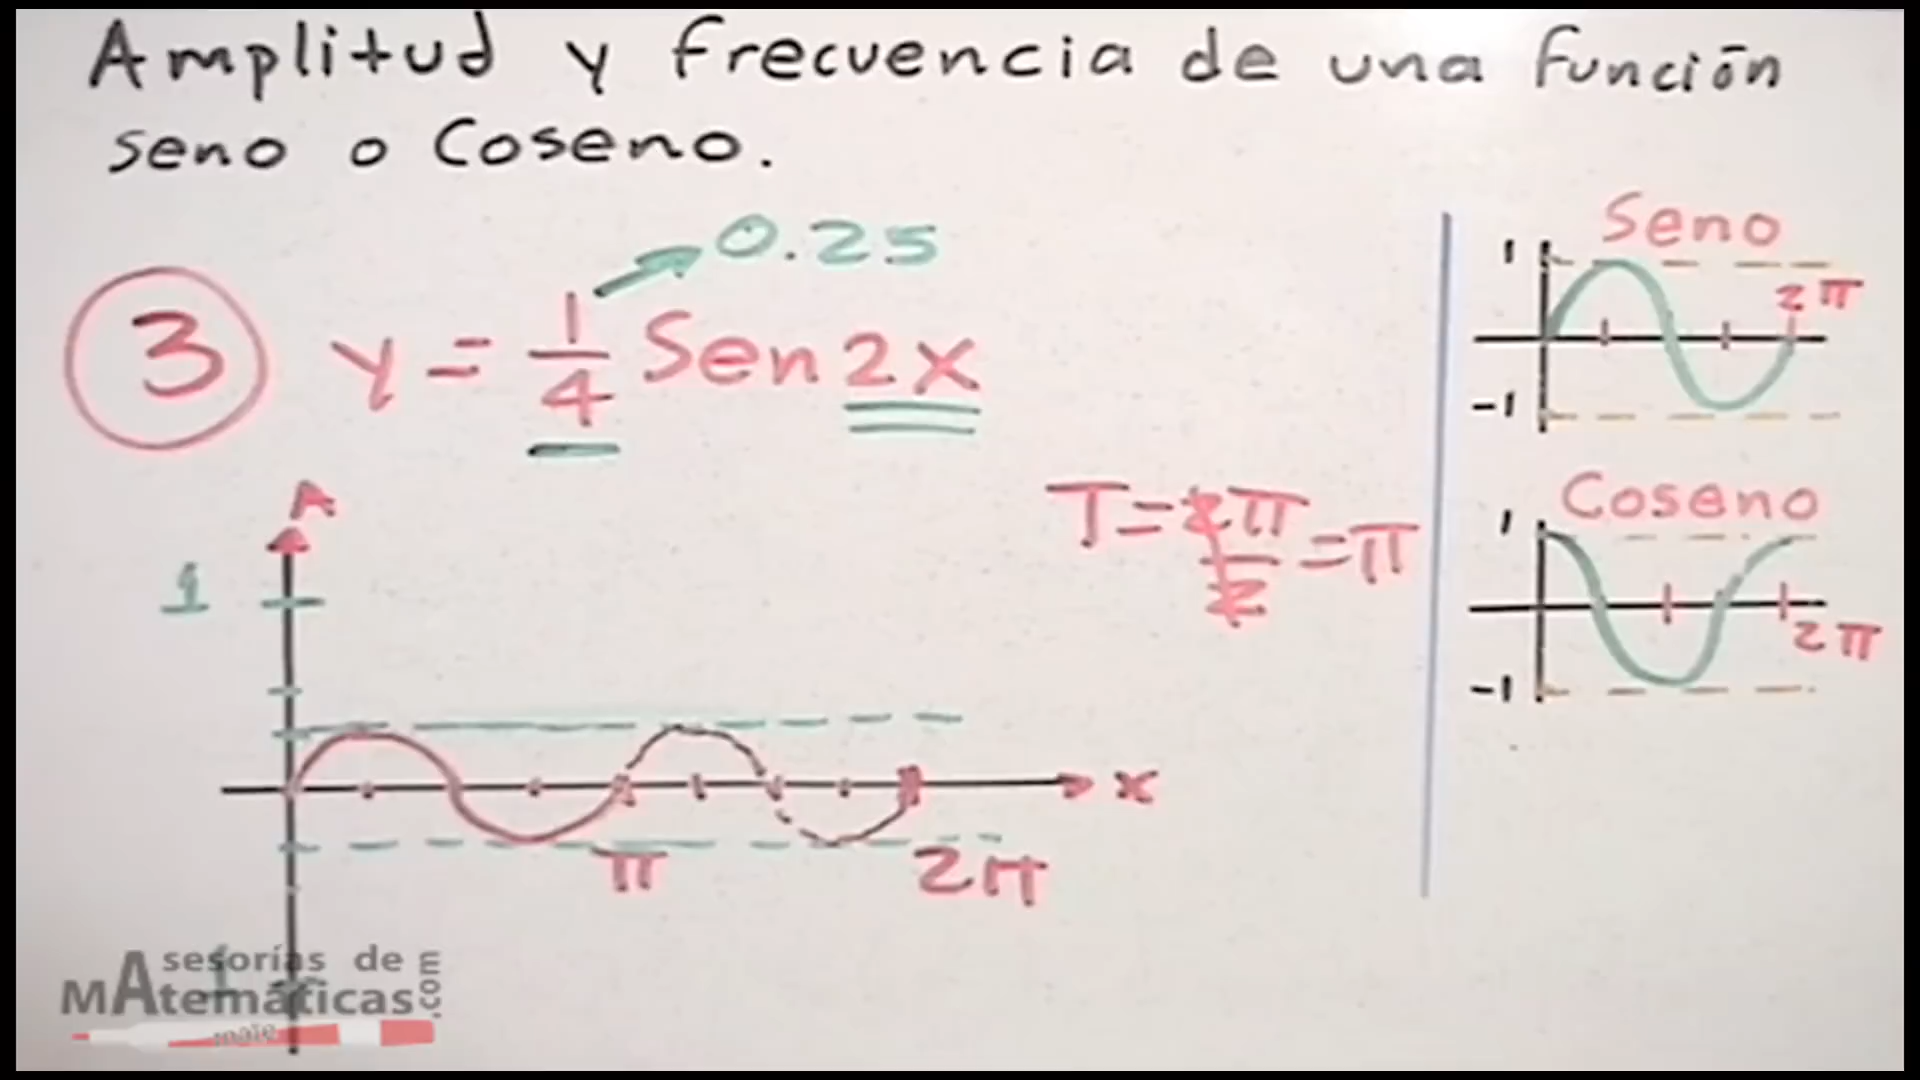 Amplitud y frecuencia de una función
seno o Coseno.
0.25
3 y = 1/4 Sen 2x
A
1
T = 2π/2 = π
x
π 2π
Seno
1
2π
-1
Coseno
1
2π
-1
Asesorías de
MAtemáticas.com